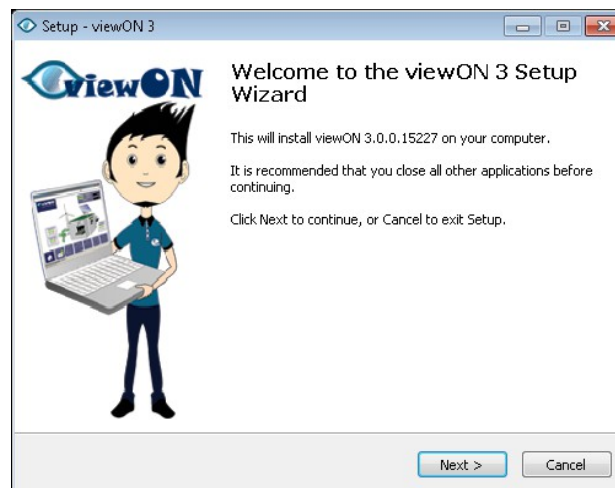 Setup - viewON 3
viewON
Welcome to the viewON 3 Setup
Wizard
This will install viewON 3.0.0.15227 on your computer.
It is recommended that you close all other applications before
continuing.
Click Next to continue, or Cancel to exit Setup.
Next >
Cancel